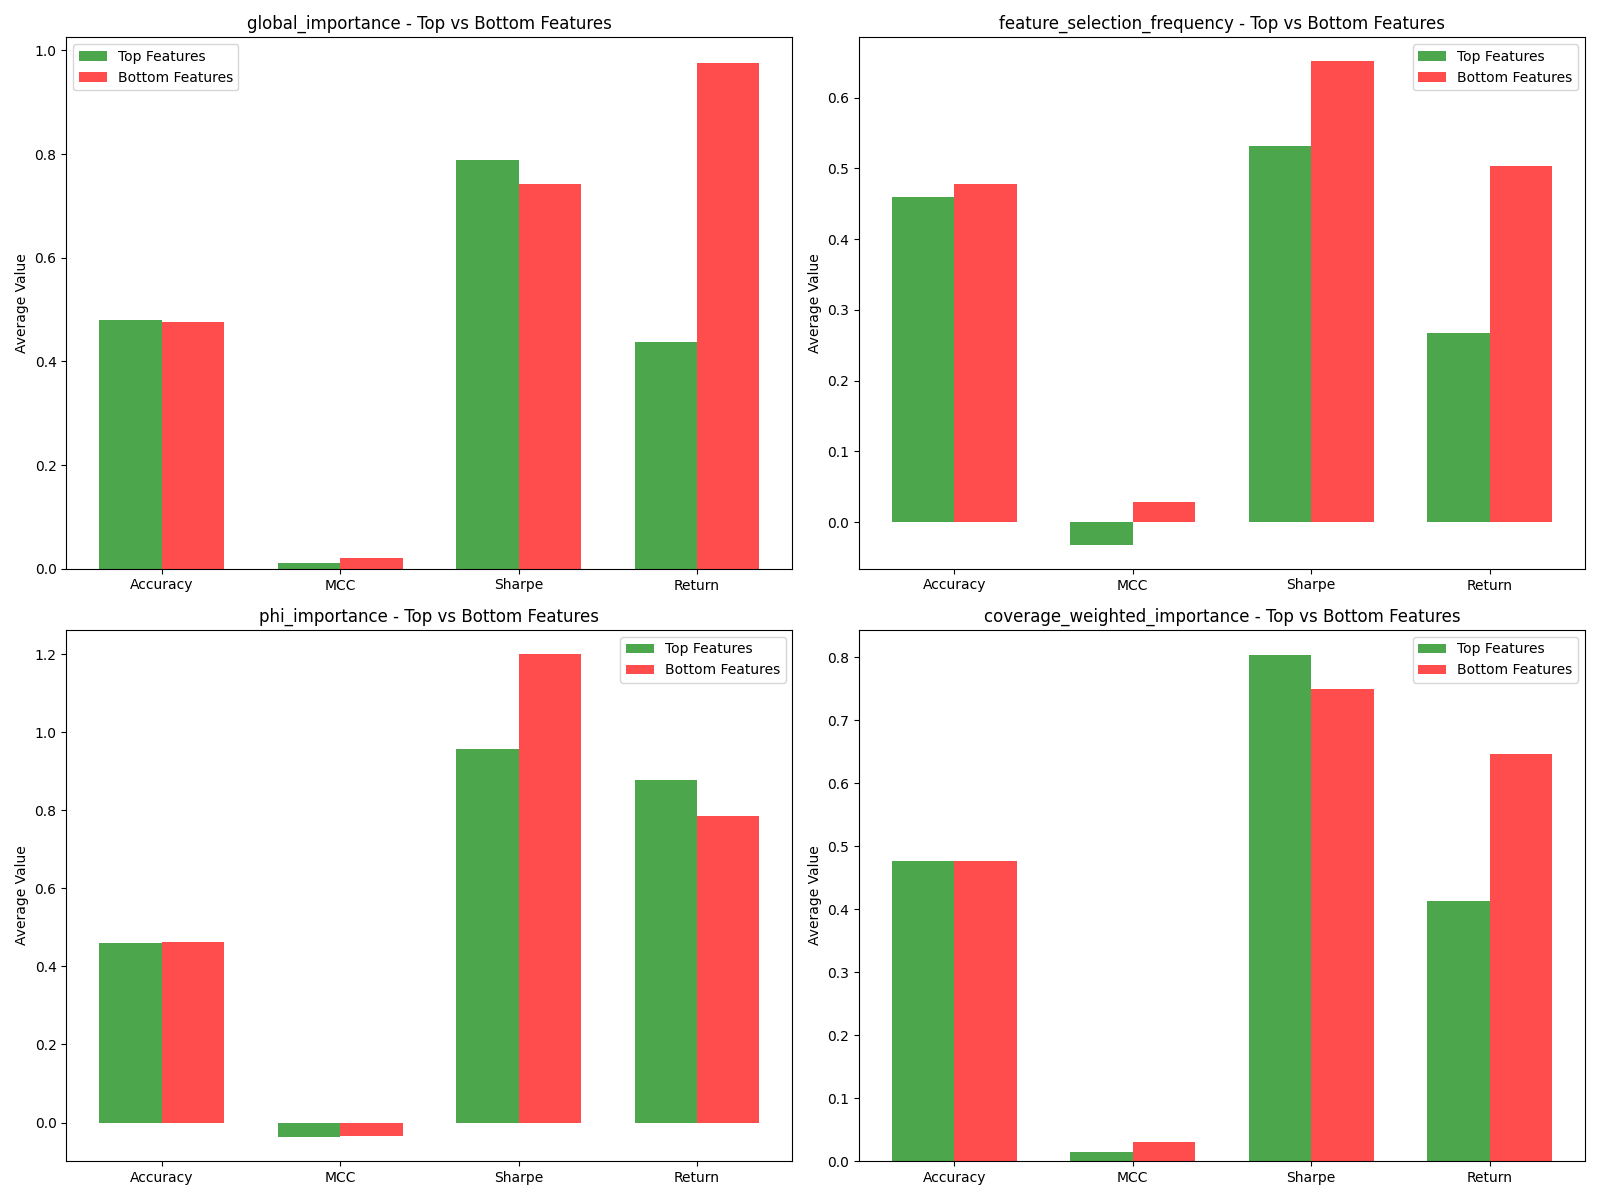 global_importance - Top vs Bottom Features
Top Features
Bottom Features
Average Value
1.0
0.8
0.6
0.4
0.2
0.0
Accuracy
MCC
Sharpe
Return
feature_selection_frequency - Top vs Bottom Features
Top Features
Bottom Features
Average Value
0.6
0.5
0.4
0.3
0.2
0.1
0.0
Accuracy
MCC
Sharpe
Return
phi_importance - Top vs Bottom Features
Top Features
Bottom Features
Average Value
1.2
1.0
0.8
0.6
0.4
0.2
0.0
Accuracy
MCC
Sharpe
Return
coverage_weighted_importance - Top vs Bottom Features
Top Features
Bottom Features
Average Value
0.8
0.7
0.6
0.5
0.4
0.3
0.2
0.1
0.0
Accuracy
MCC
Sharpe
Return